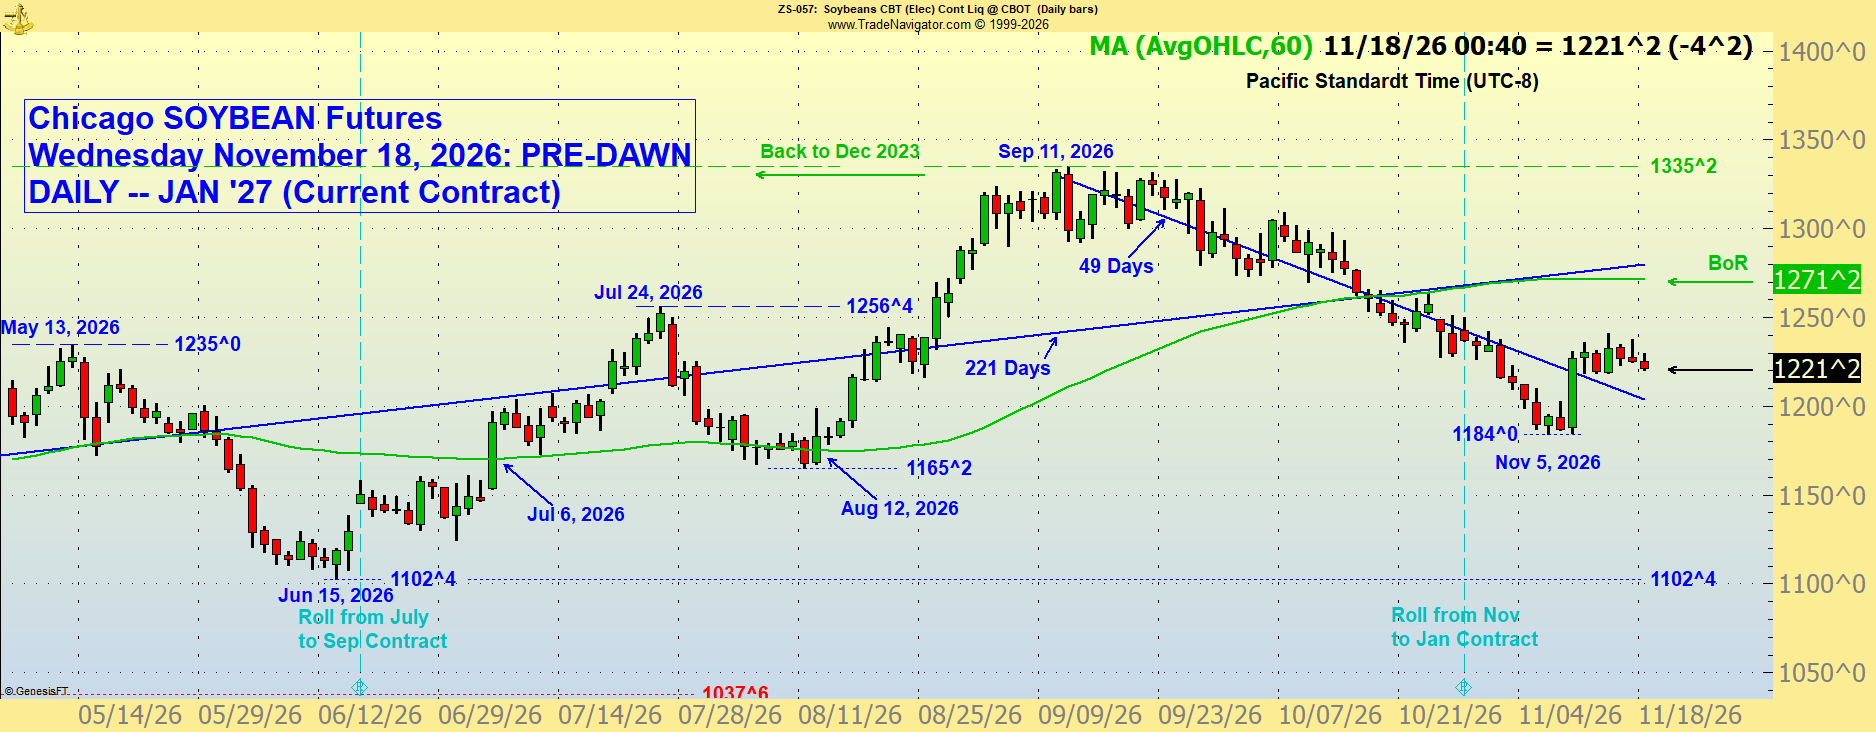 ZS-057: Soybeans CBT (Elec) Cont Liq @ CBOT (Daily bars)
www.TradeNavigator.com © 1999-2026
MA (AvgOHLC,60) 11/18/26 00:40 = 1221^2 (-4^2)
Pacific Standardt Time (UTC-8)
Chicago SOYBEAN Futures
Wednesday November 18, 2026: PRE-DAWN
DAILY -- JAN '27 (Current Contract)
Back to Dec 2023
Sep 11, 2026
1335^2
49 Days
BoR
Jul 24, 2026
1256^4
May 13, 2026
1235^0
221 Days
1184^0
Nov 5, 2026
1165^2
Aug 12, 2026
Jul 6, 2026
1102^4
1102^4
Jun 15, 2026
Roll from July
to Sep Contract
Roll from Nov
to Jan Contract
1037^6
© GenesisFT
1400^0
1350^0
1300^0
1271^2
1250^0
1221^2
1200^0
1150^0
1100^0
1050^0
05/14/26 05/29/26 06/12/26 06/29/26 07/14/26 07/28/26 08/11/26 08/25/26 09/09/26 09/23/26 10/07/26 10/21/26 11/04/26 11/18/26